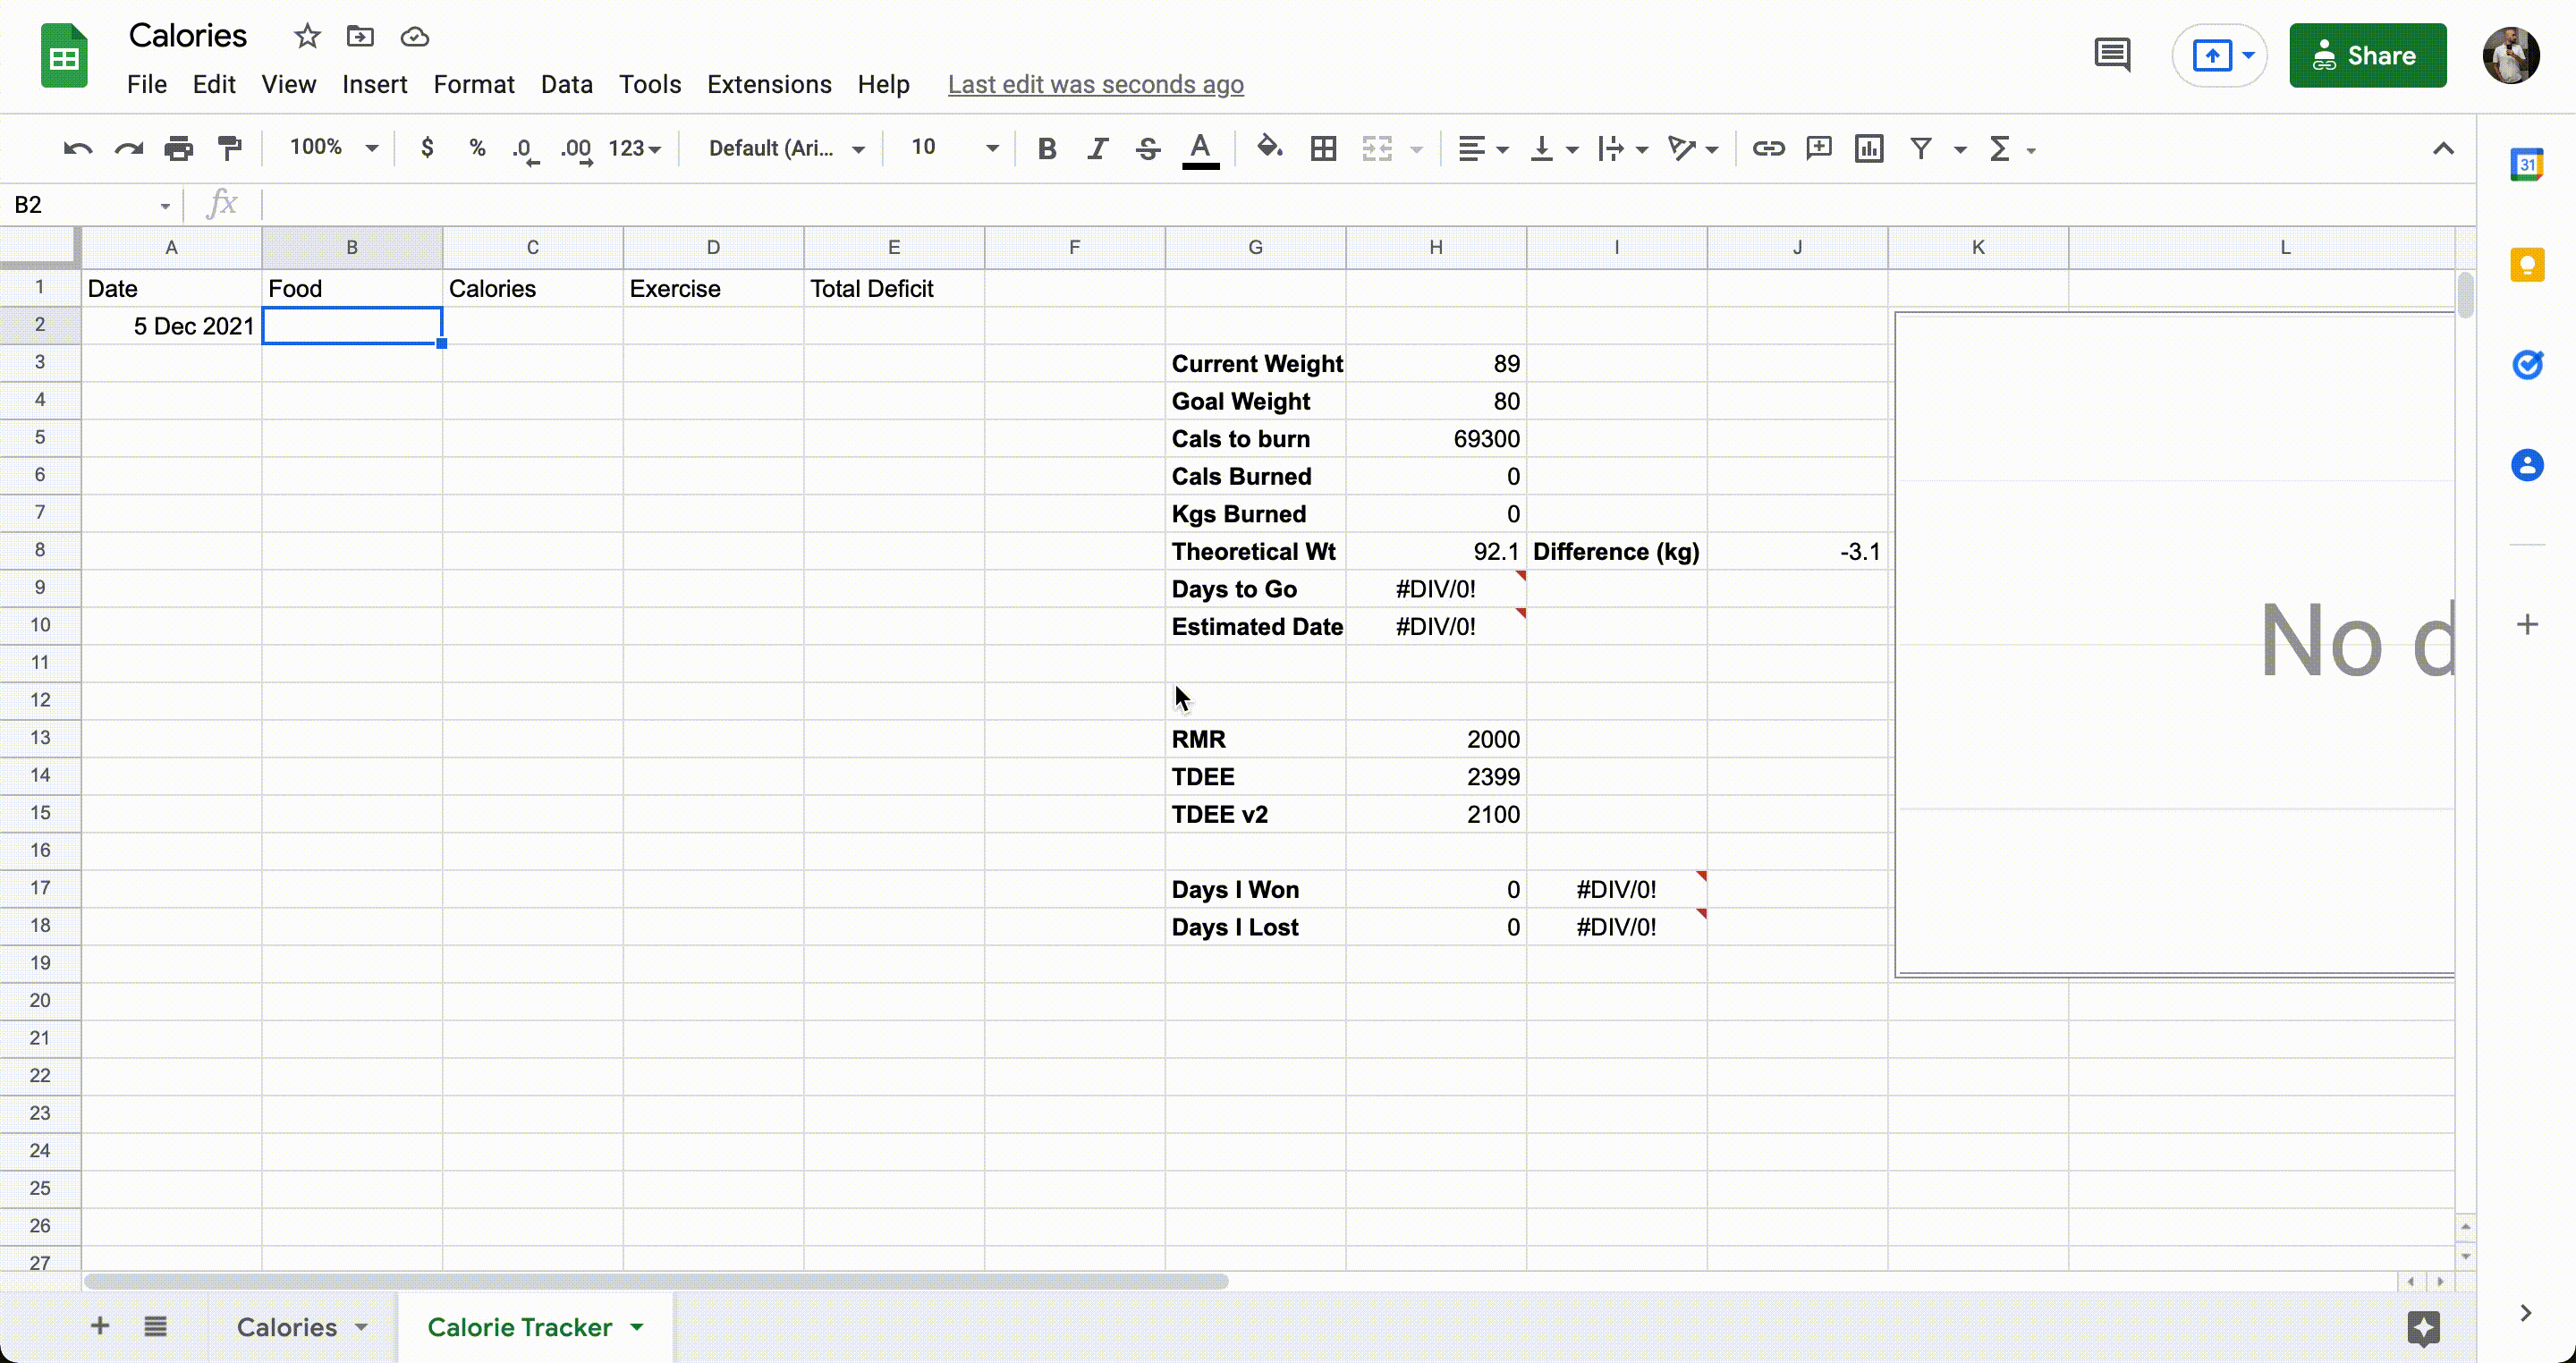 Calories
File Edit View Insert Format Data Tools Extensions Help Last edit was seconds ago
Share
100% $ % .0 .00 123 Default (Ari... 10 B I S A
31
B2 fx
A B C D E F G H I J K L
1 Date Food Calories Exercise Total Deficit
2 5 Dec 2021
3 Current Weight 89
4 Goal Weight 80
5 Cals to burn 69300
6 Cals Burned 0
7 Kgs Burned 0
8 Theoretical Wt 92.1 Difference (kg) -3.1
9 Days to Go #DIV/0!
10 Estimated Date #DIV/0!
No d
11
12
13 RMR 2000
14 TDEE 2399
15 TDEE v2 2100
16
17 Days I Won 0 #DIV/0!
18 Days I Lost 0 #DIV/0!
19
20
21
22
23
24
25
26
27
Calories Calorie Tracker